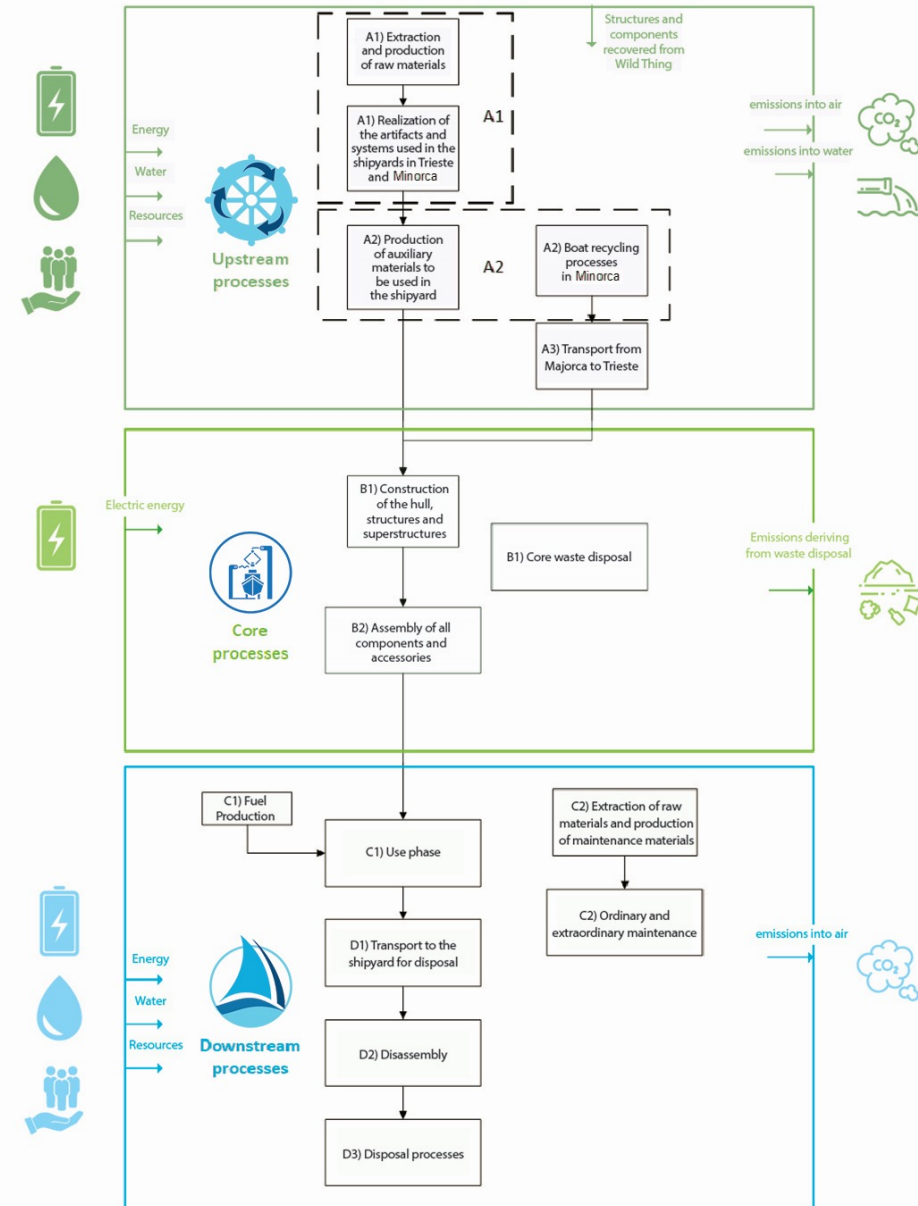 Structures and
components
recovered from
Wild Thing
A1) Extraction
and production
of raw materials
A1
A1) Realization of
the artifacts and
systems used in the
shipyards in Trieste
and Minorca
Energy
Water
Resources
emissions into air
CO2
emissions into water
Upstream
processes
A2) Production
of auxiliary
materials to
be used in
the shipyard
A2
A2) Boat recycling
processes
in Minorca
A3) Transport from
Majorca to Trieste
Electric energy
B1) Construction
of the hull,
structures and
superstructures
B1) Core waste disposal
Emissions deriving
from waste disposal
Core
processes
B2) Assembly of all
components and
accessories
C1) Fuel
Production
C1) Use phase
C2) Extraction of raw
materials and production
of maintenance materials
C2) Ordinary and
extraordinary maintenance
D1) Transport to the
shipyard for disposal
emissions into air
CO2
Energy
Water
Resources
Downstream
processes
D2) Disassembly
D3) Disposal processes